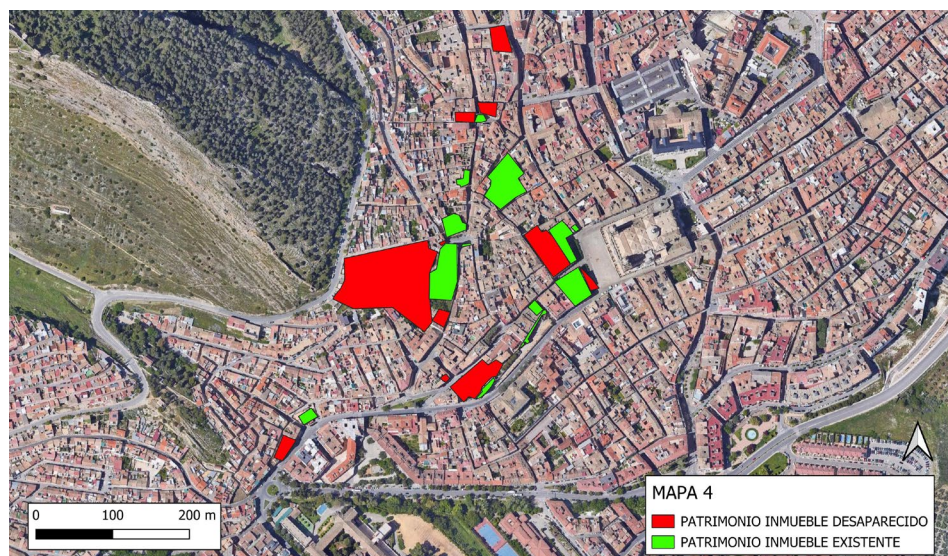 MAPA 4
PATRIMONIO INMUEBLE DESAPARECIDO
PATRIMONIO INMUEBLE EXISTENTE
0 100 200 m